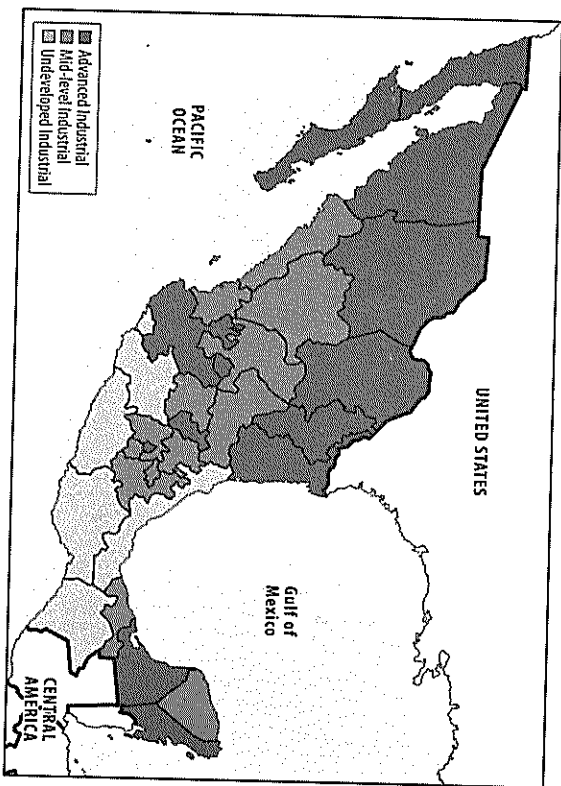 UNITED STATES
PACIFIC
OCEAN
Gulf of
Mexico
CENTRAL
AMERICA
Advanced Industrial
Mid-level Industrial
Undeveloped Industrial